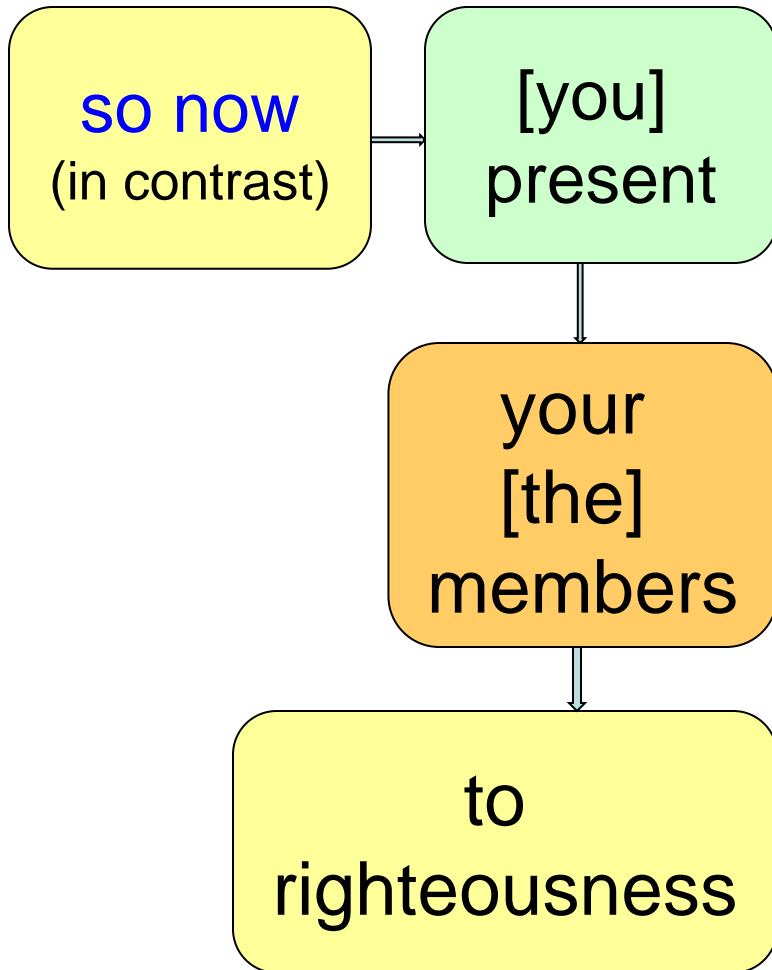 so now
(in contrast)
[you]
present
your
[the]
members
to
righteousness